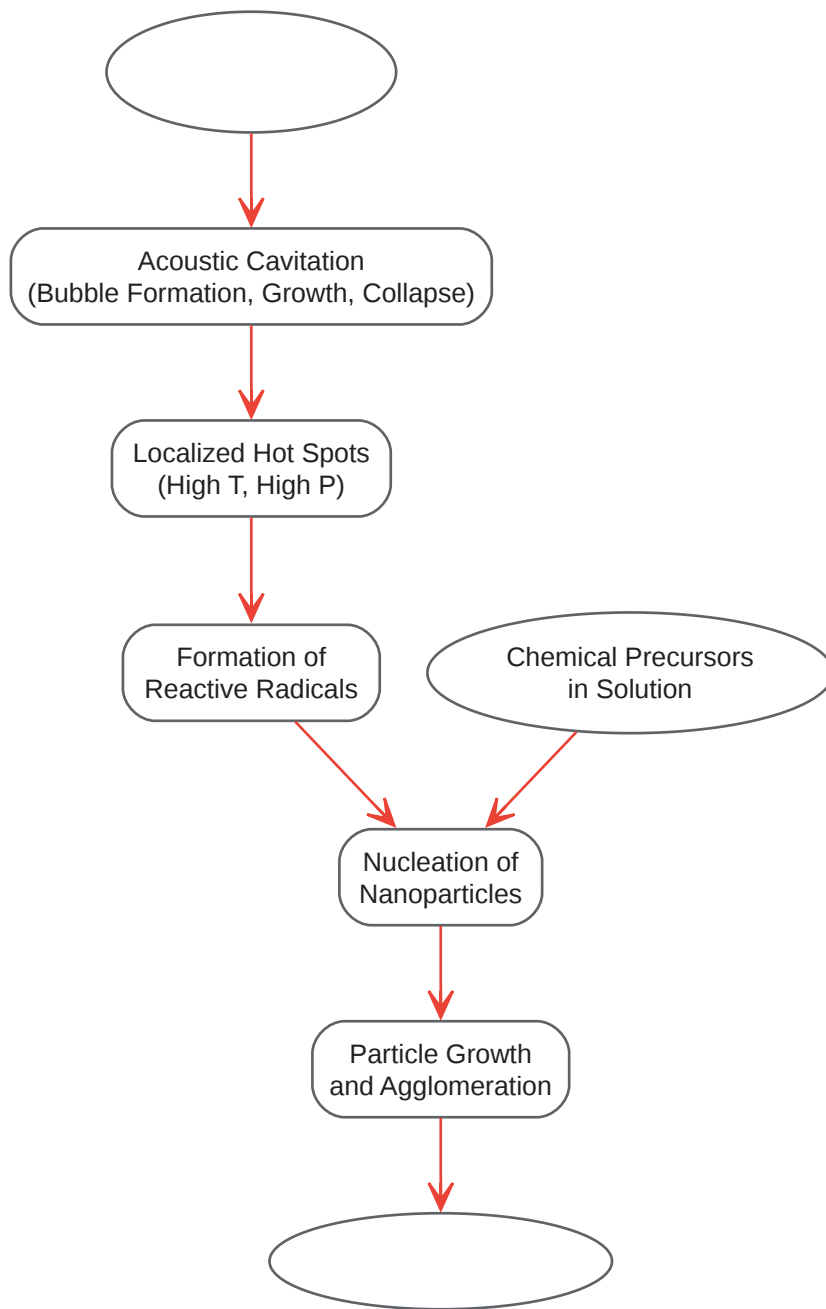 Acoustic Cavitation
(Bubble Formation, Growth, Collapse)
Localized Hot Spots
(High T, High P)
Formation of
Reactive Radicals
Chemical Precursors
in Solution
Nucleation of
Nanoparticles
Particle Growth
and Agglomeration